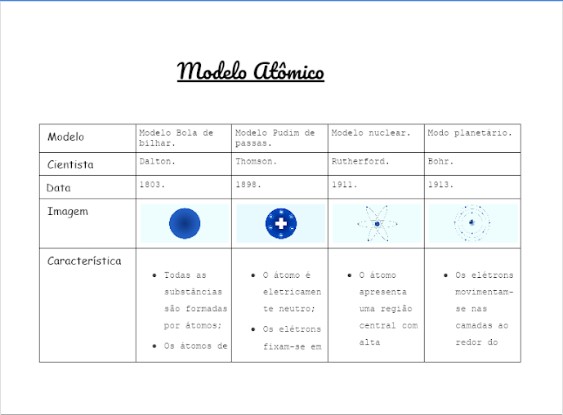 Modelo Atômico
Modelo
Modelo Bola de
bilhar.
Modelo Pudim de
passas.
Modelo nuclear.
Modo planetário.
Cientista
Dalton.
Thomson.
Rutherford.
Bohr.
Data
1803.
1898.
1911.
1913.
Imagem
Característica
• Todas as
substâncias
são formadas
por átomos;
• Os átomos de
• O átomo é
eletricamen
te neutro;
• Os elétrons
fixam-se em
• O átomo
apresenta
uma região
central com
alta
• Os elétrons
movimentam-
se nas
camadas ao
redor do